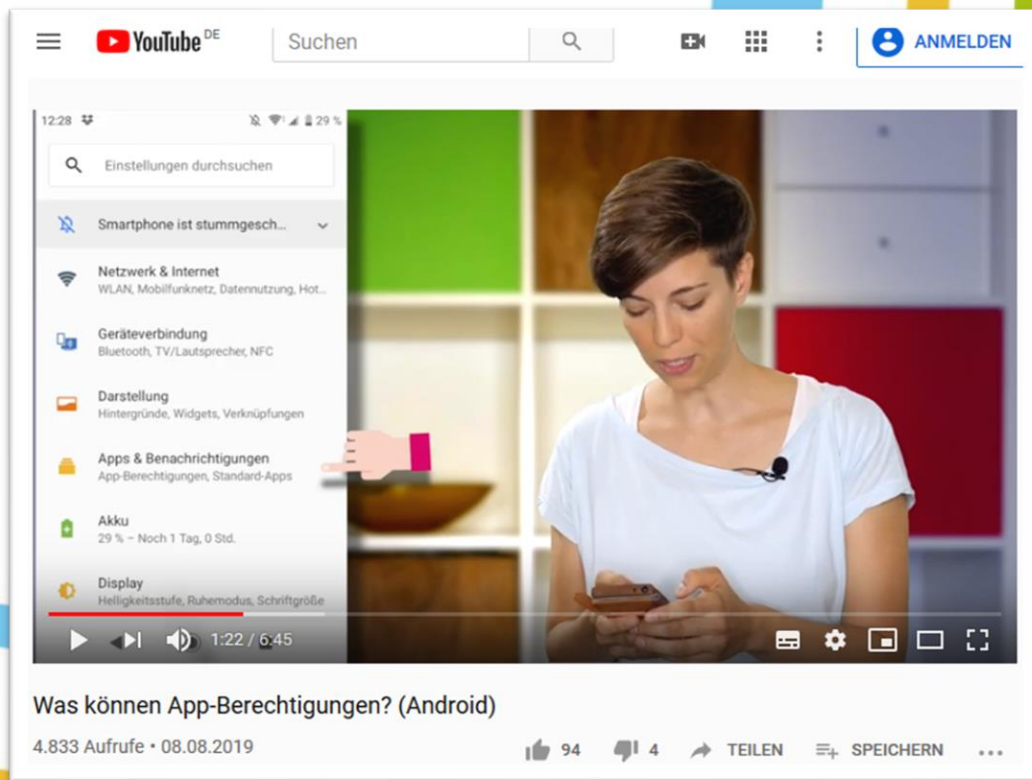 YouTube DE
Suchen
ANMELDEN
12:28
29 %
Einstellungen durchsuchen
Smartphone ist stummgesch...
Netzwerk & Internet
WLAN, Mobilfunknetz, Datennutzung, Hot...
Geräteverbindung
Bluetooth, TV/Lautsprecher, NFC
Darstellung
Hintergründe, Widgets, Verknüpfungen
Apps & Benachrichtigungen
App-Berechtigungen, Standard-Apps
Akku
29 % – Noch 1 Tag, 0 Std.
Display
Helligkeitsstufe, Ruhemodus, Schriftgröße
1:22 / 6:45
Was können App-Berechtigungen? (Android)
4.833 Aufrufe • 08.08.2019
94
4
TEILEN
SPEICHERN